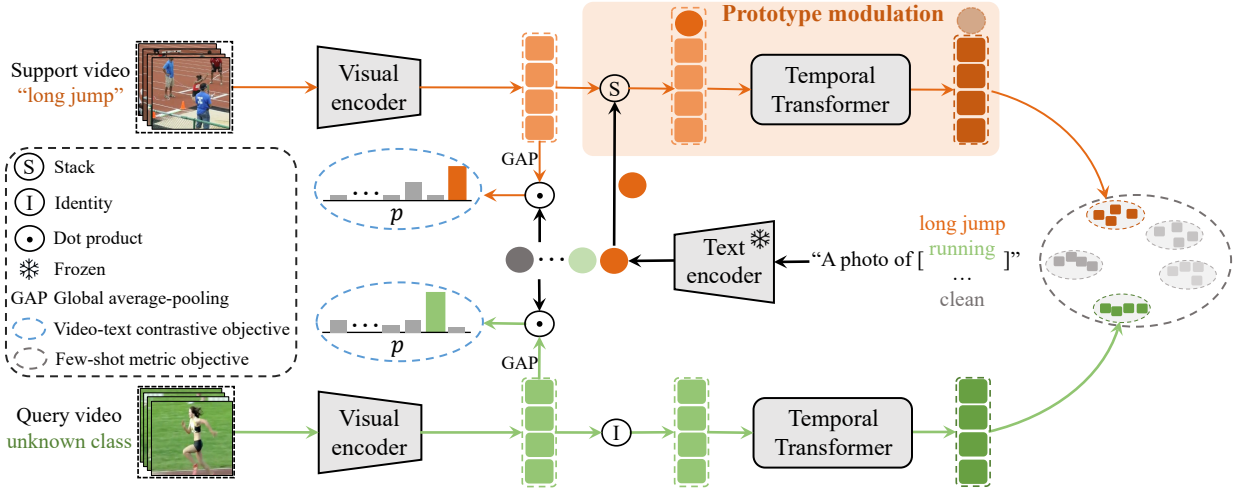 Prototype modulation
Support video
“long jump”
Visual
encoder
S
Temporal
Transformer
GAP
S Stack
I Identity
Dot product
Frozen
GAP Global average-pooling
Video-text contrastive objective
Few-shot metric objective
...
p
...
Text
encoder
“A photo of [ long jump
running
...
clean ]”
...
p
GAP
Query video
unknown class
Visual
encoder
I
Temporal
Transformer